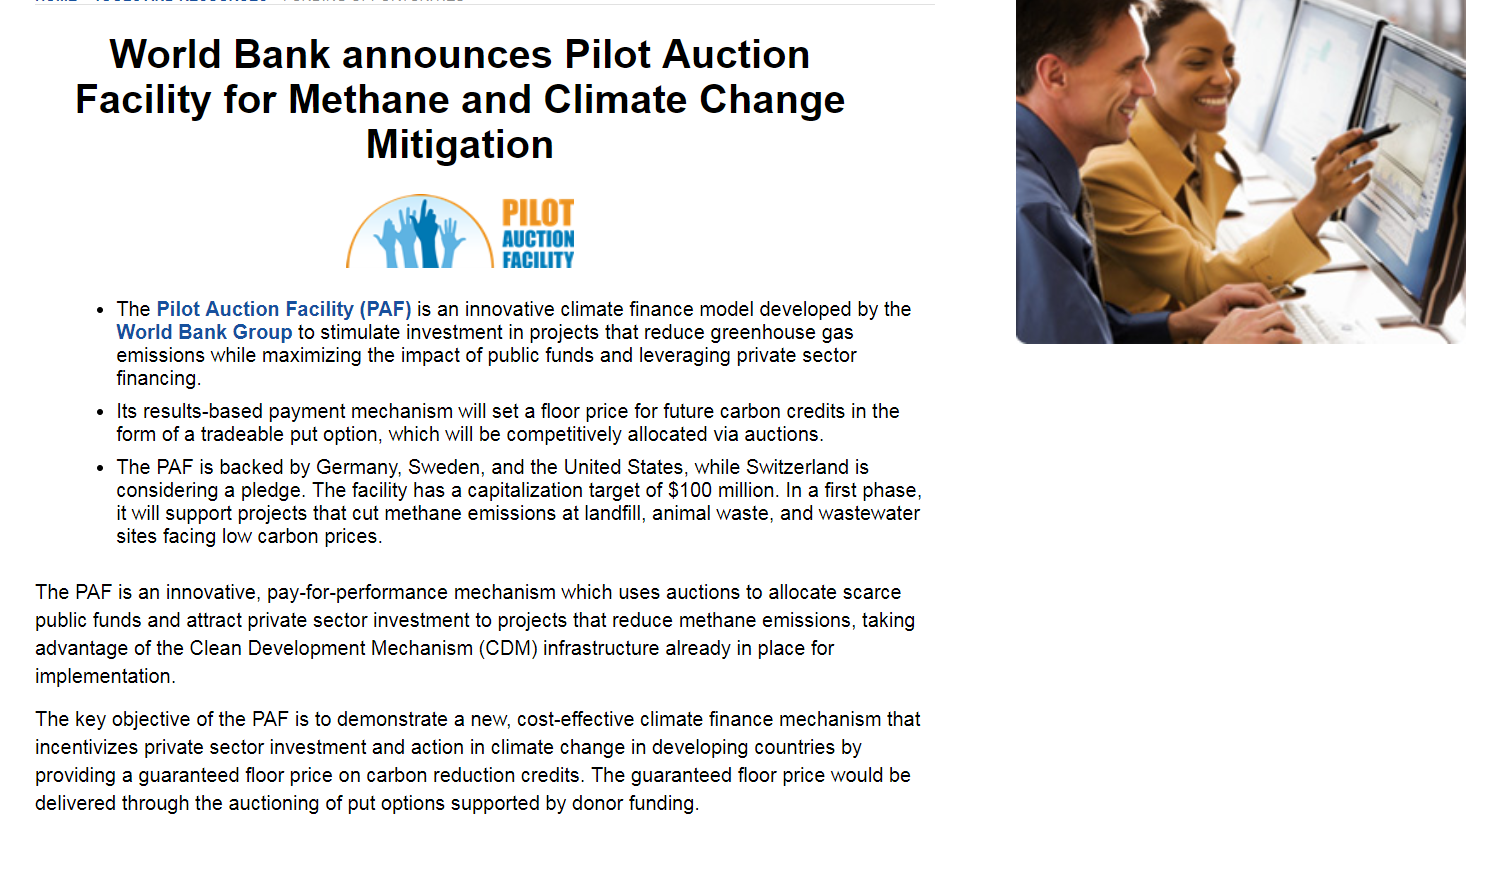 World Bank announces Pilot Auction
Facility for Methane and Climate Change
Mitigation
PILOT
AUCTION
FACILITY
The Pilot Auction Facility (PAF) is an innovative climate finance model developed by the
World Bank Group to stimulate investment in projects that reduce greenhouse gas
emissions while maximizing the impact of public funds and leveraging private sector
financing.
Its results-based payment mechanism will set a floor price for future carbon credits in the
form of a tradeable put option, which will be competitively allocated via auctions.
The PAF is backed by Germany, Sweden, and the United States, while Switzerland is
considering a pledge. The facility has a capitalization target of $100 million. In a first phase,
it will support projects that cut methane emissions at landfill, animal waste, and wastewater
sites facing low carbon prices.
The PAF is an innovative, pay-for-performance mechanism which uses auctions to allocate scarce
public funds and attract private sector investment to projects that reduce methane emissions, taking
advantage of the Clean Development Mechanism (CDM) infrastructure already in place for
implementation.
The key objective of the PAF is to demonstrate a new, cost-effective climate finance mechanism that
incentivizes private sector investment and action in climate change in developing countries by
providing a guaranteed floor price on carbon reduction credits. The guaranteed floor price would be
delivered through the auctioning of put options supported by donor funding.